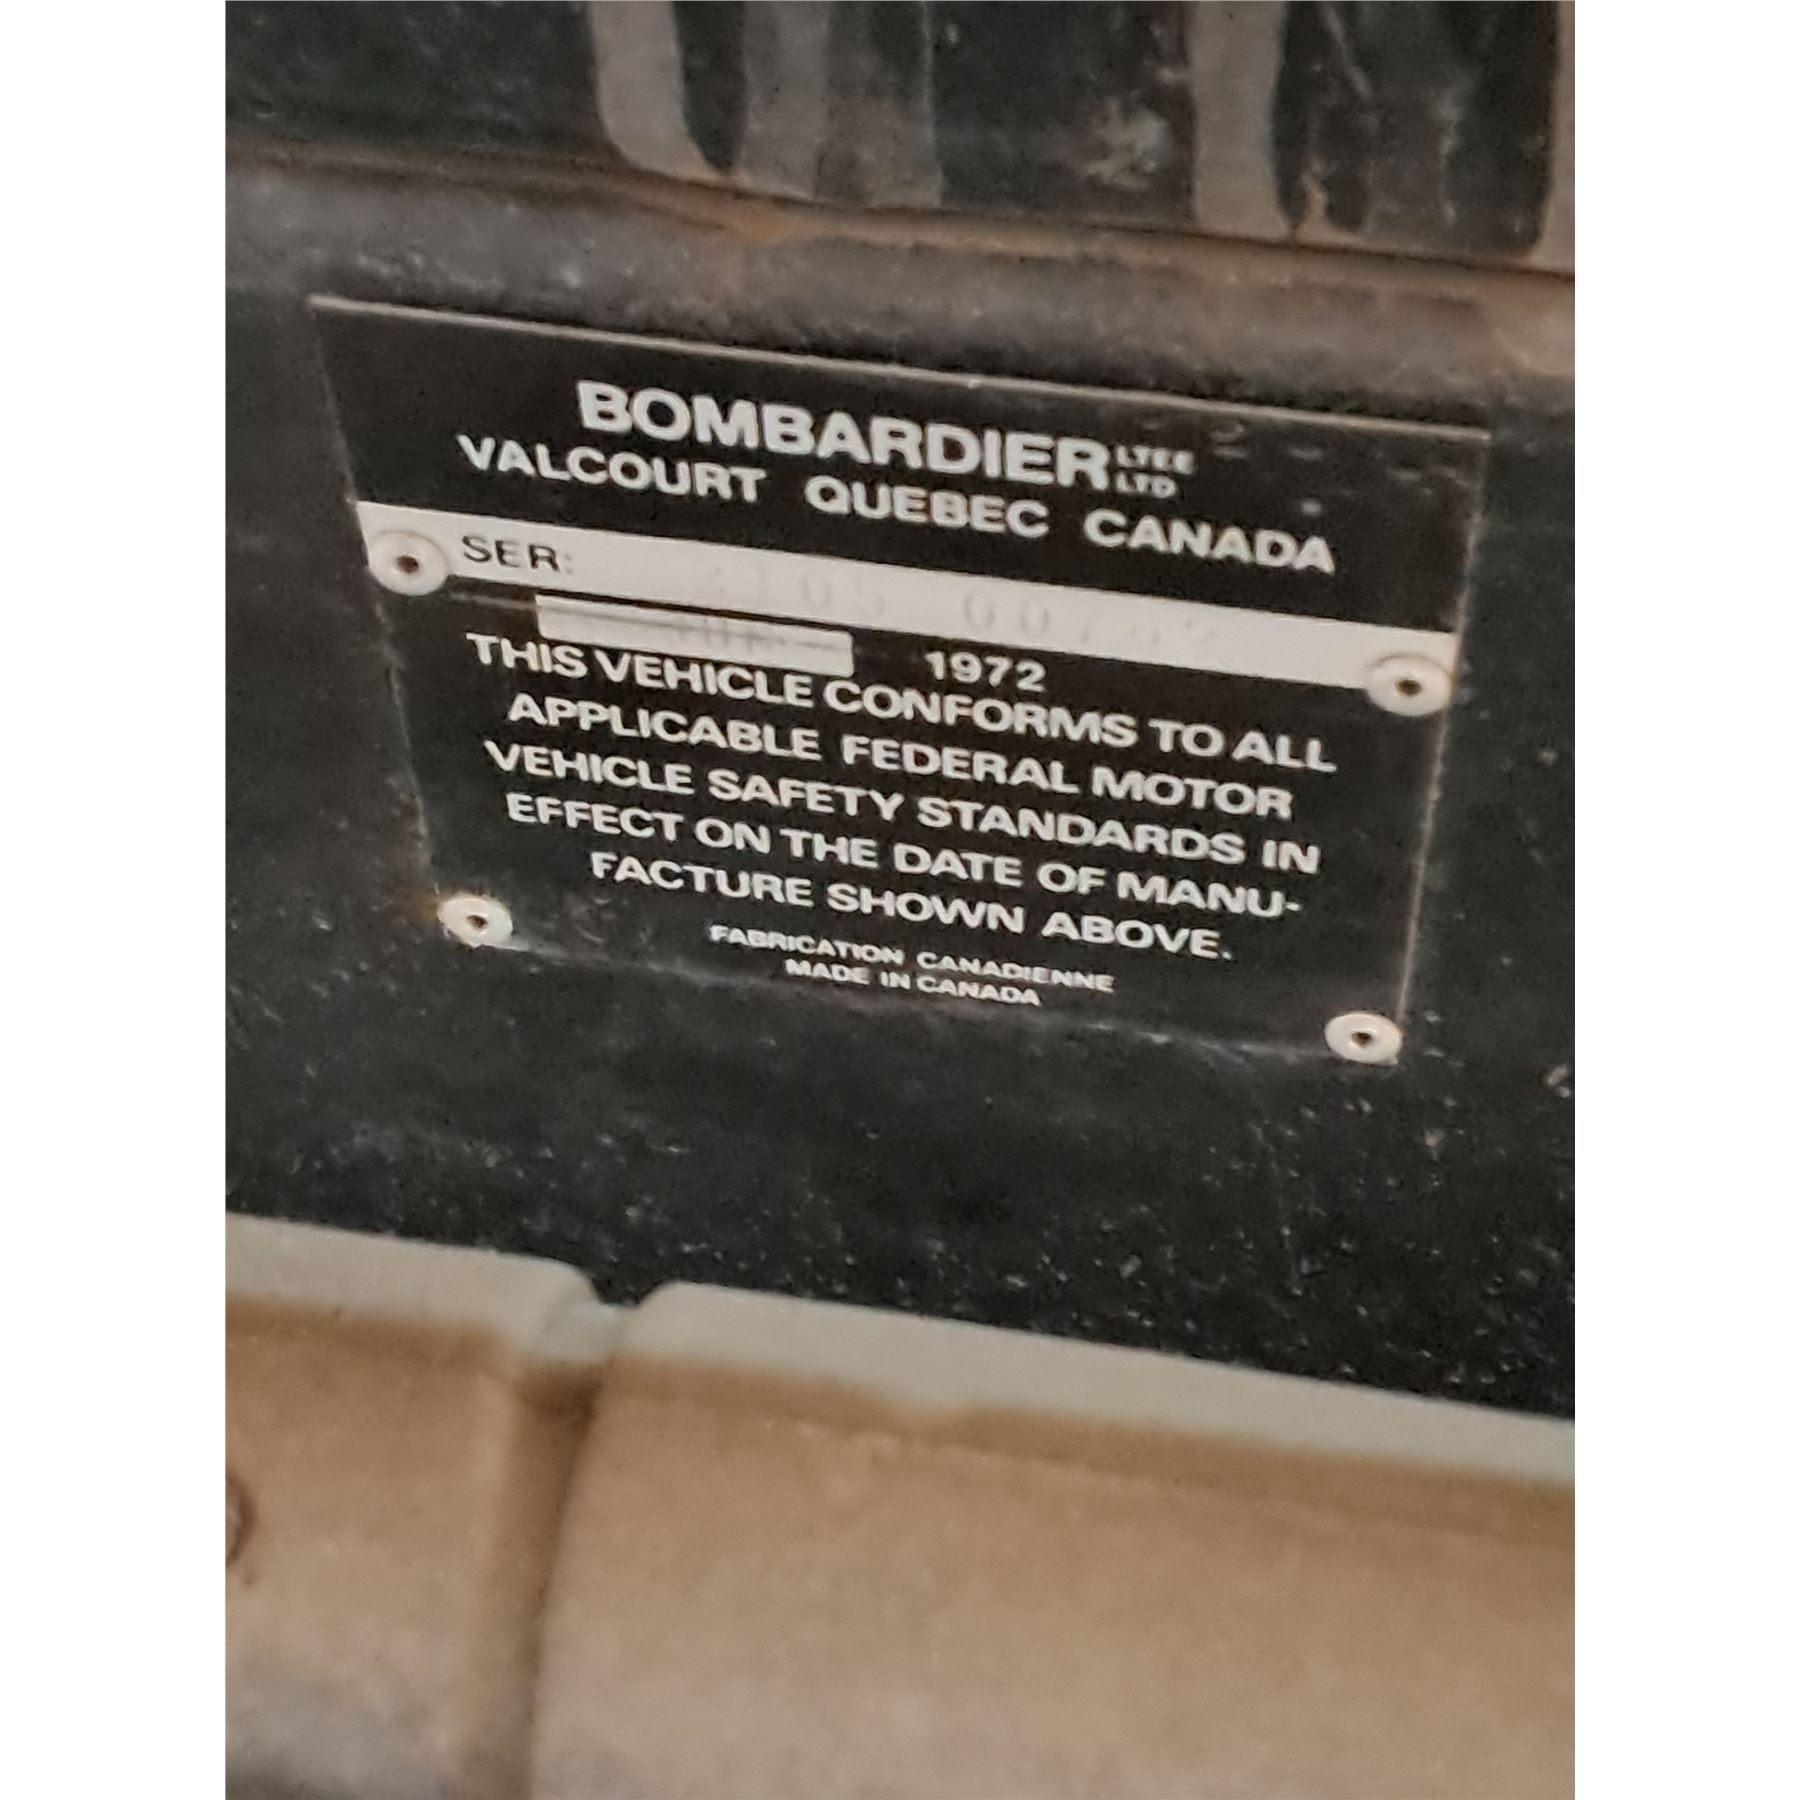 BOMBARDIER LTEE
LTD
VALCOURT QUEBEC CANADA
SER:
1972
THIS VEHICLE CONFORMS TO ALL
APPLICABLE FEDERAL MOTOR
VEHICLE SAFETY STANDARDS IN
EFFECT ON THE DATE OF MANU-
FACTURE SHOWN ABOVE.
FABRICATION CANADIENNE
MADE IN CANADA